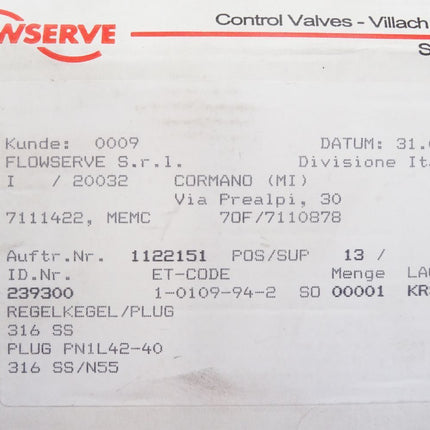 WSERVE
Control Valves - Villach
S
Kunde: 0009 DATUM: 31.
FLOWSERVE S.r.l. Divisione It
I / 20032 CORMANO (MI)
Via Prealpi, 30
7111422, MEMC 70F/7110878
Auftr.Nr. 1122151 POS/SUP 13 /
ID.Nr. ET-CODE Menge LA
239300 1-0109-94-2 SO 00001 KR
REGELKEGEL/PLUG
316 SS
PLUG PN1L42-40
316 SS/N55